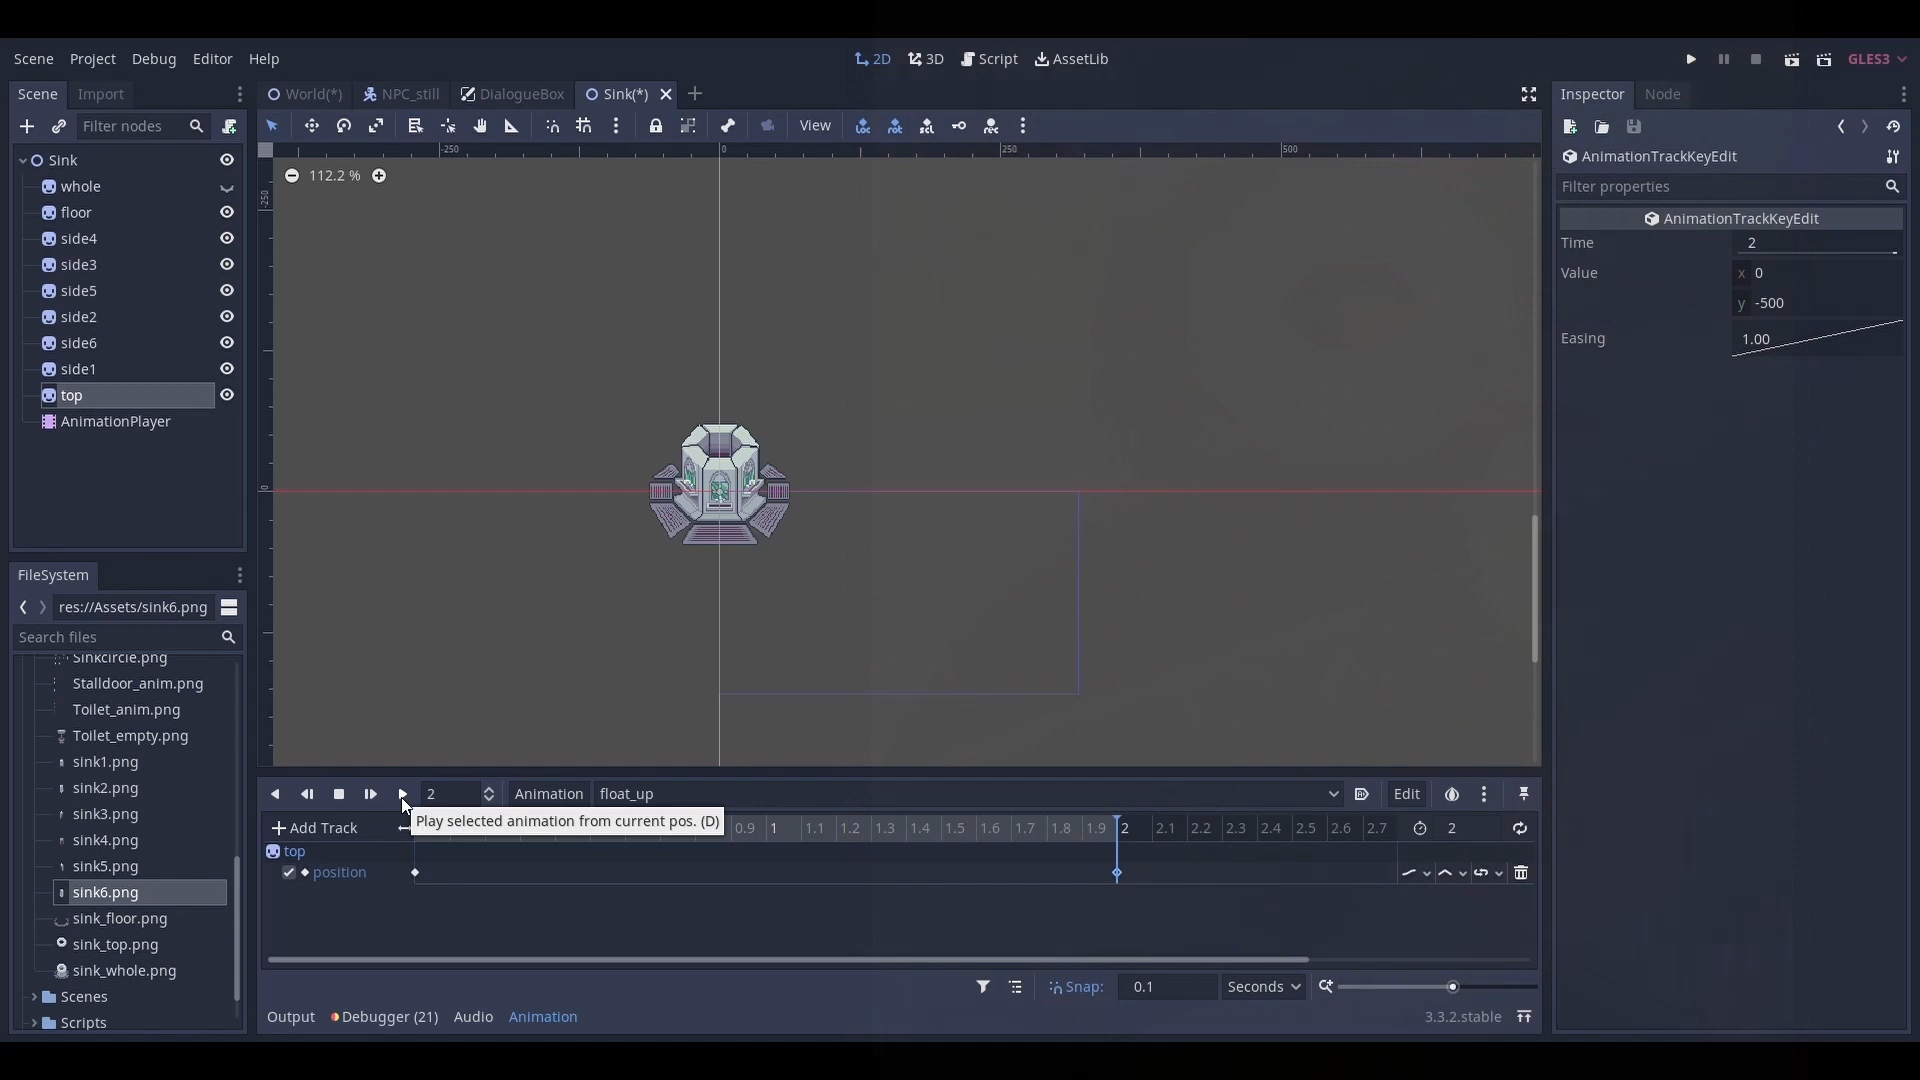 Scene Project Debug Editor Help 2D 3D Script AssetLib GLES3
Scene Import World(*) NPC_still DialogueBox Sink(*) Inspector Node
Filter nodes View
-250 0 250 500
AnimationTrackKeyEdit
Sink
whole
floor
side4
side3
side5
side2
side6
side1
top
AnimationPlayer
-250
0
112.2 %
Filter properties
AnimationTrackKeyEdit
Time 2
Value x 0
y -500
Easing 1.00
FileSystem
res://Assets/sink6.png
Search files
Sinkcircle.png
Stalldoor_anim.png
Toilet_anim.png
Toilet_empty.png
sink1.png
sink2.png
sink3.png
sink4.png
sink5.png
sink6.png
sink_floor.png
sink_top.png
sink_whole.png
Scenes
Scripts
2 Animation float_up Edit
Play selected animation from current pos. (D)
Add Track 0.9 1 1.1 1.2 1.3 1.4 1.5 1.6 1.7 1.8 1.9 2 2.1 2.2 2.3 2.4 2.5 2.6 2.7 2
top
position
Snap: 0.1 Seconds
Output Debugger (21) Audio Animation 3.3.2.stable